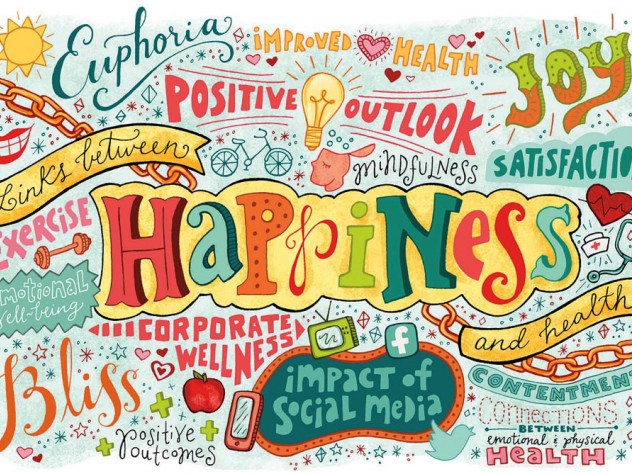 Euphoria
IMPROVED HEALTH
JOY
POSITIVE OUTLOOK
mindfulness
SATISFACTION
Links between
HappiNess
and health
EXERCISE
EMOTIONAL
well-being
CORPORATE
WELLNESS
f
Bliss
impact of
Social Media
CONTENTMENT
CONNECTIONS
BETWEEN
emotional & physical
HEALTH
positive
outcomes